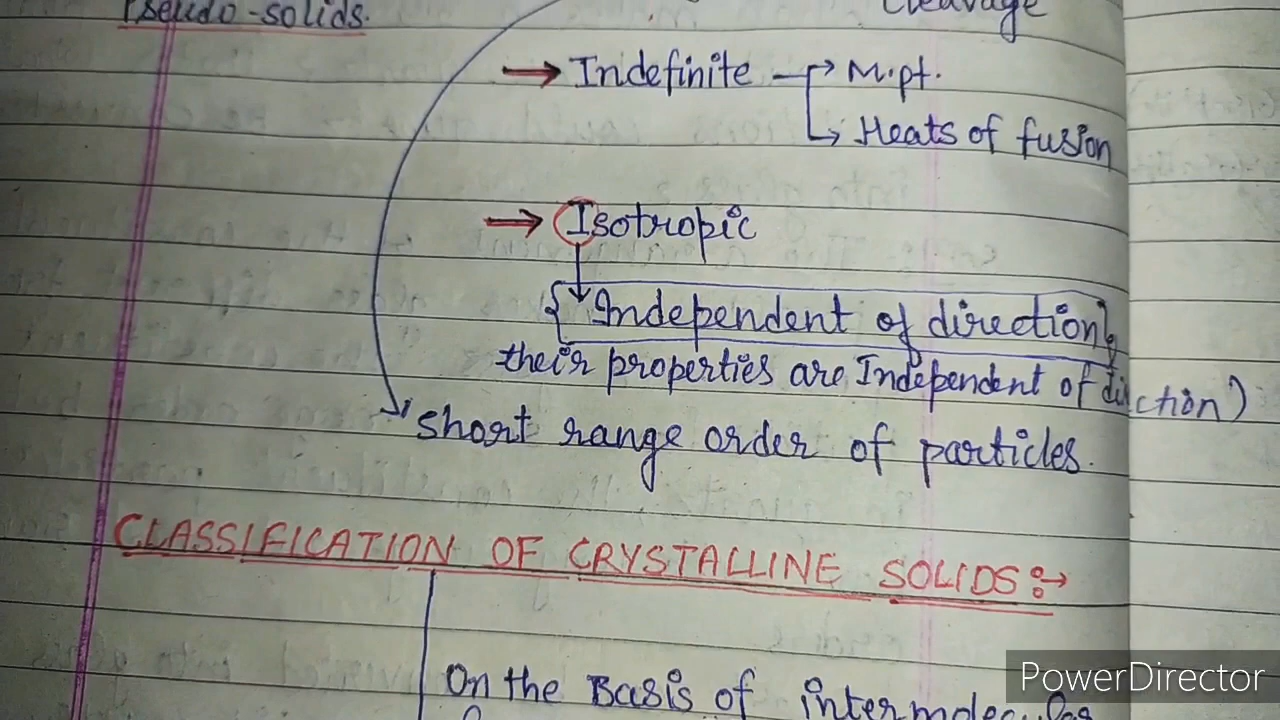 Pseudo-solids.
Cleavage
→ Indefinite → M.pt.
↳ Heats of fusion
→ Isotropic
{Independent of direction,
their properties are Independent of direction)
short range order of particles.
CLASSIFICATION OF CRYSTALLINE SOLIDS:→
On the Basis of intermolecular
PowerDirector